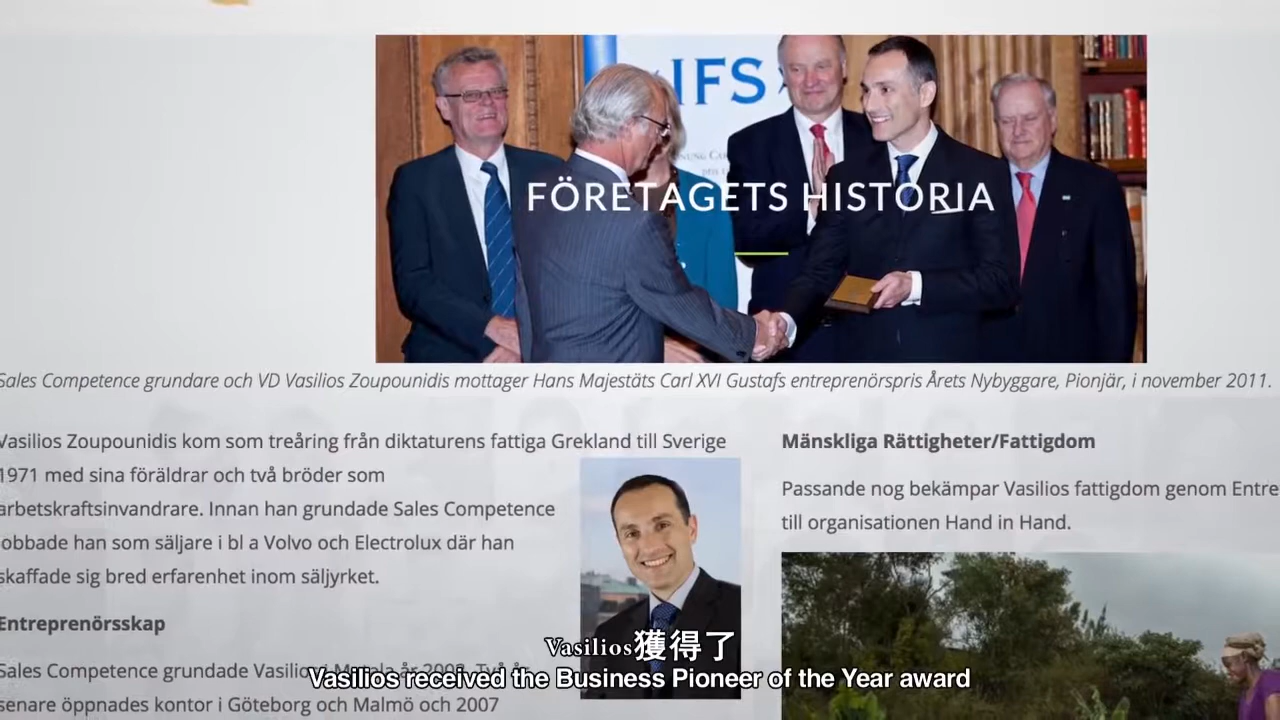 IFS
FÖRETAGETS HISTORIA
Sales Competence grundare och VD Vasilios Zoupounidis mottager Hans Majestäts Carl XVI Gustafs entreprenörspris Årets Nybyggare, Pionjär, i november 2011.
Vasilios Zoupounidis kom som treåring från diktaturens fattiga Grekland till Sverige
1971 med sina föräldrar och två bröder som
arbetskraftsinvandrare. Innan han grundade Sales Competence
jobbade han som säljare i bl a Volvo och Electrolux där han
skaffade sig bred erfarenhet inom säljyrket.
Entreprenörsskap
Sales Competence grundade Vasilios
senare öppnades kontor i Göteborg och Malmö och 2007
Mänskliga Rättigheter/Fattigdom
Passande nog bekämpar Vasilios fattigdom genom Entre
till organisationen Hand in Hand.
Vasilios獲得了
Vasilios received the Business Pioneer of the Year award